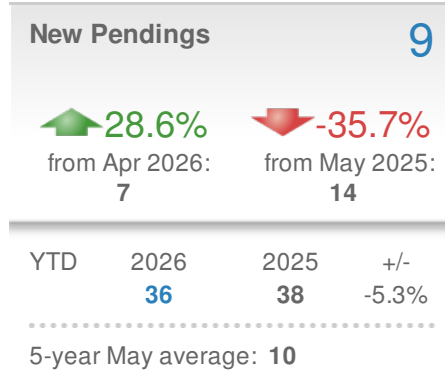 New Pendings 9
28.6% -35.7%
from Apr 2026: from May 2025:
7 14
YTD 2026 2025 +/-
36 38 -5.3%
5-year May average: 10